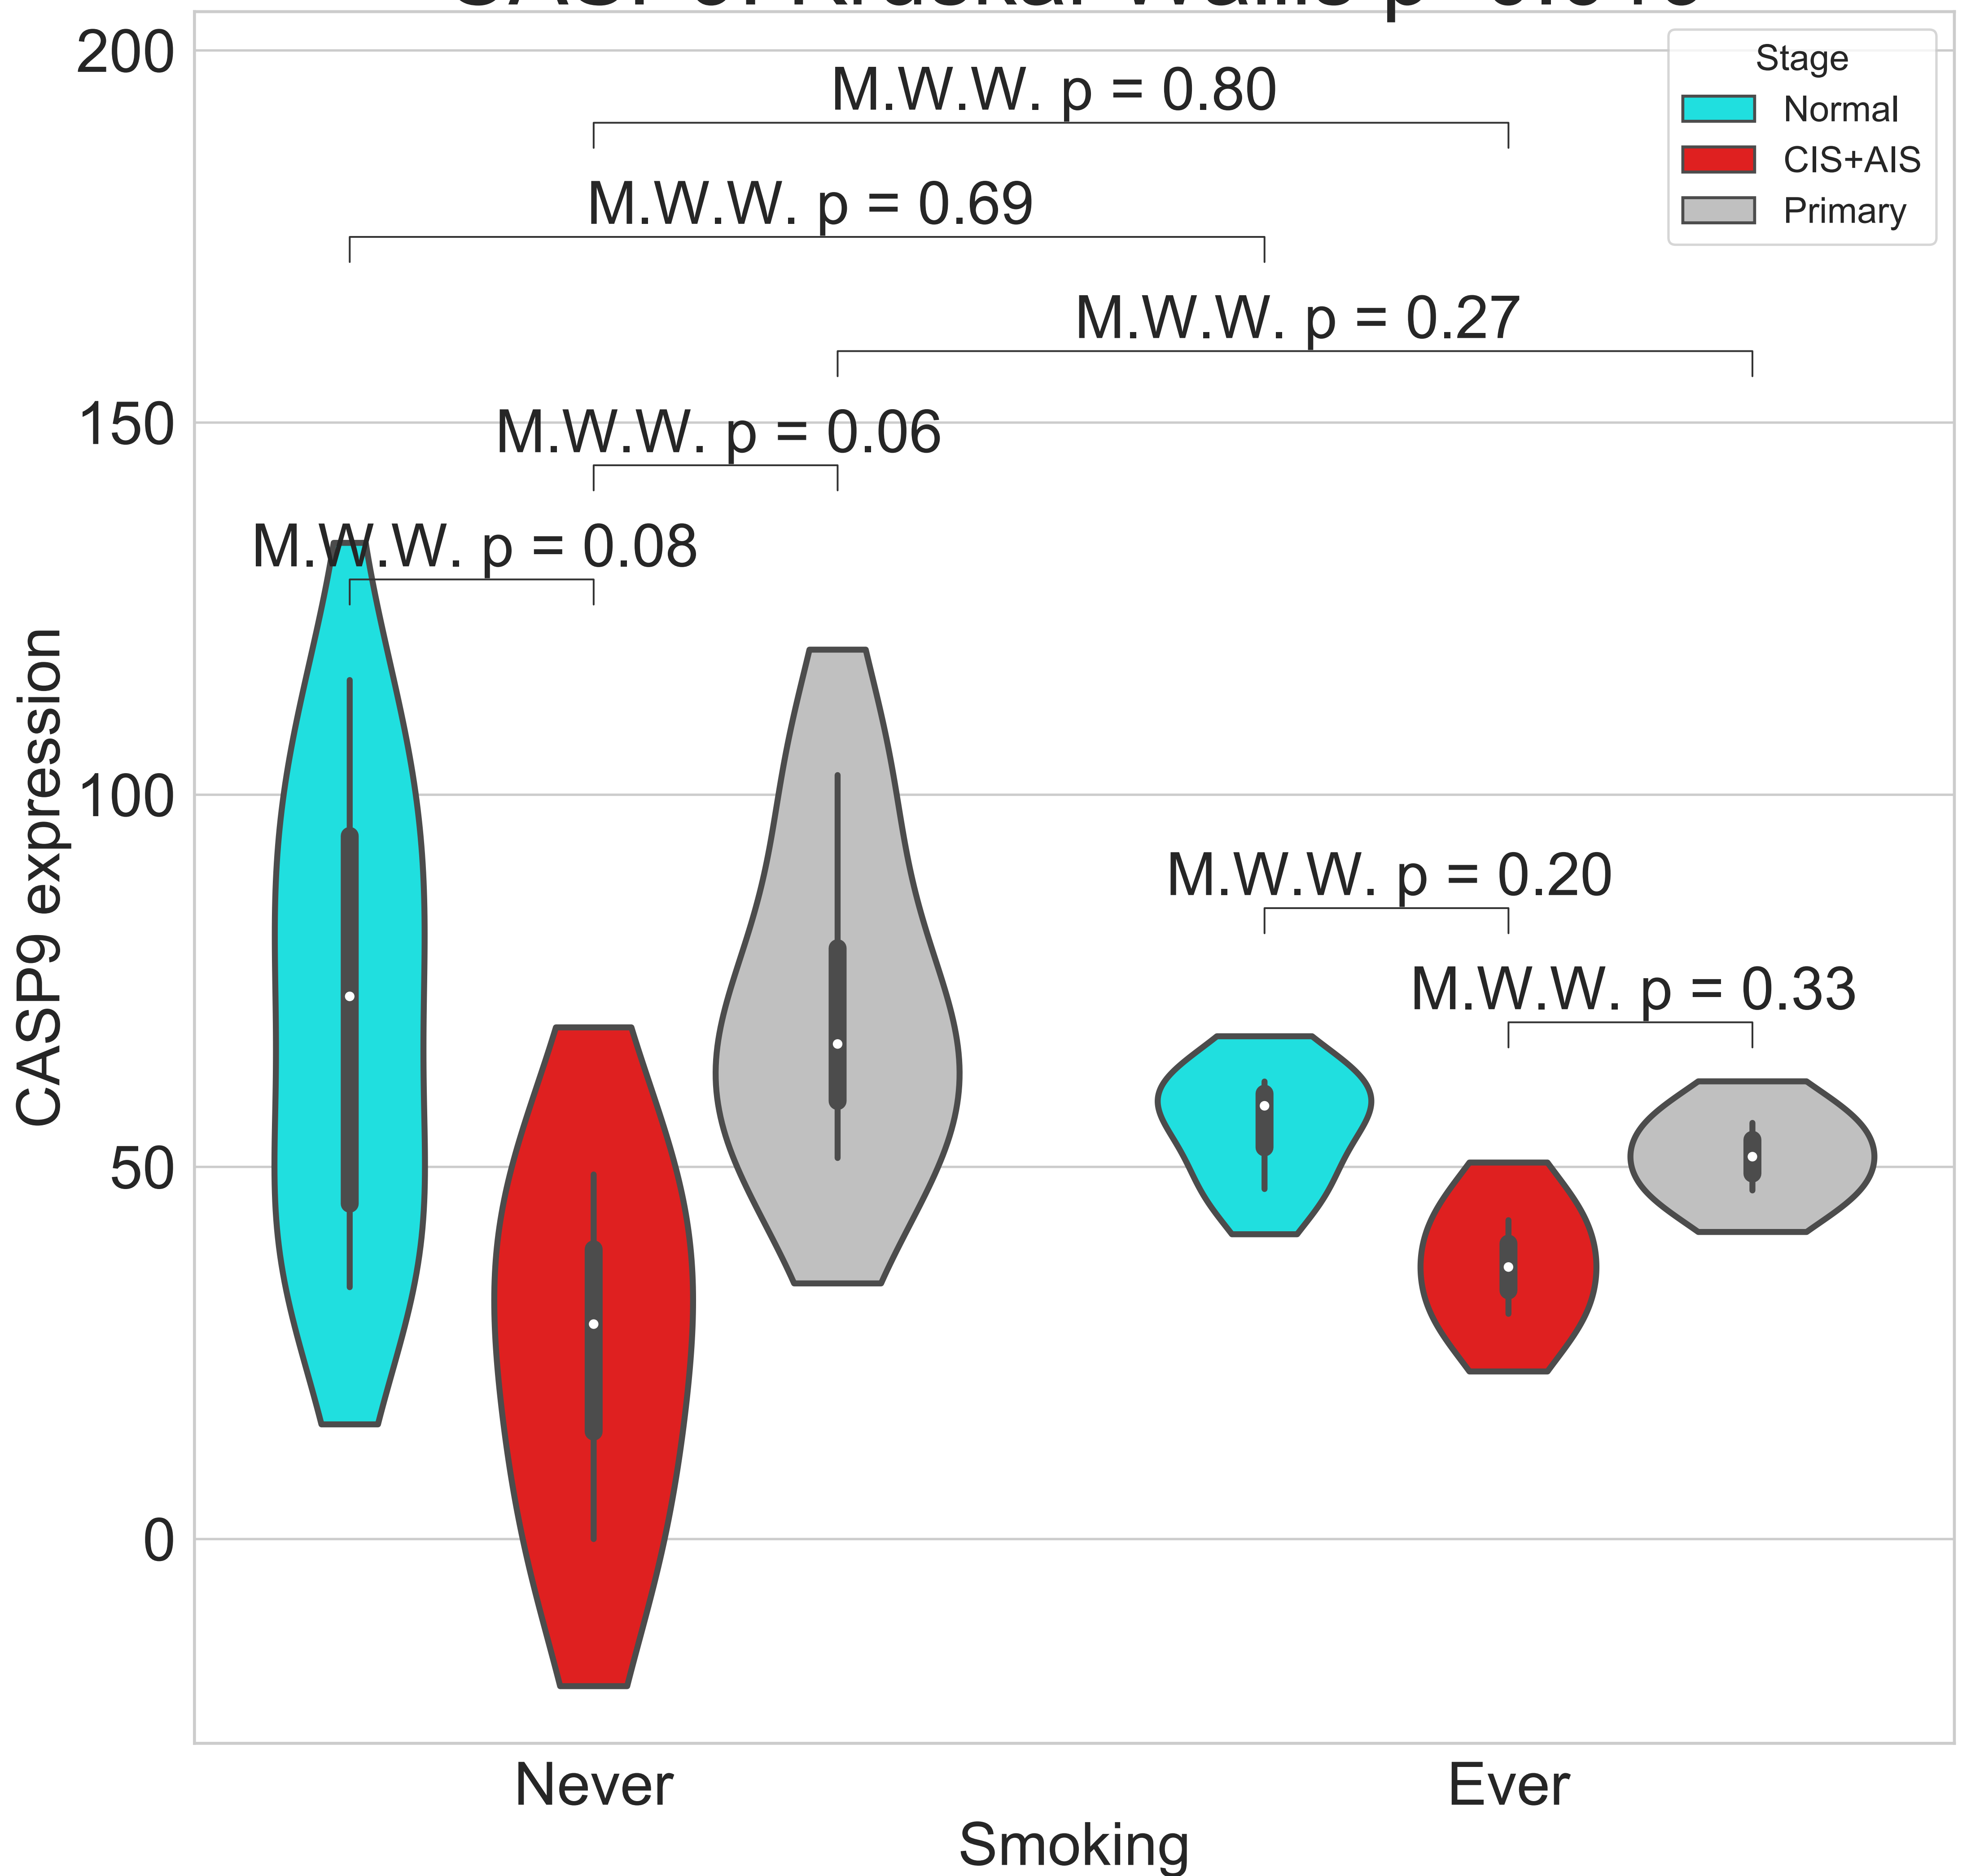 200
Stage
Normal
CIS+AIS
Primary
M.W.W. p = 0.80
M.W.W. p = 0.69
M.W.W. p = 0.27
150
M.W.W. p = 0.06
M.W.W. p = 0.08
CASP9 expression
100
M.W.W. p = 0.20
M.W.W. p = 0.33
50
0
Never
Ever
Smoking